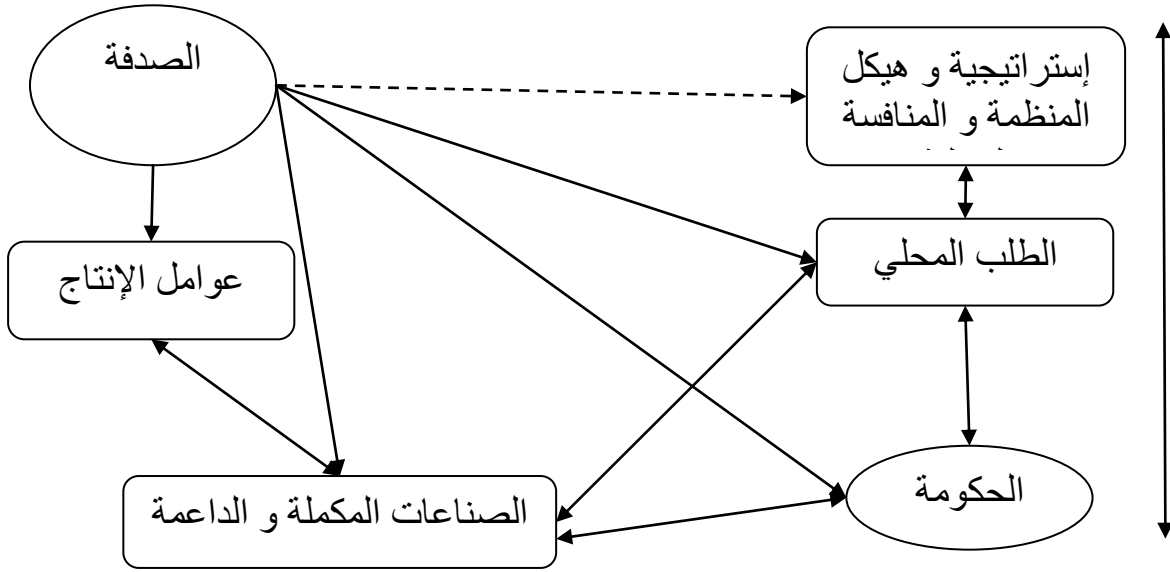 الصدفة
إستراتيجية و هيكل
المنظمة و المنافسة
الطلب المحلي
عوامل الإنتاج
الصناعات المكملة و الداعمة
الحكومة